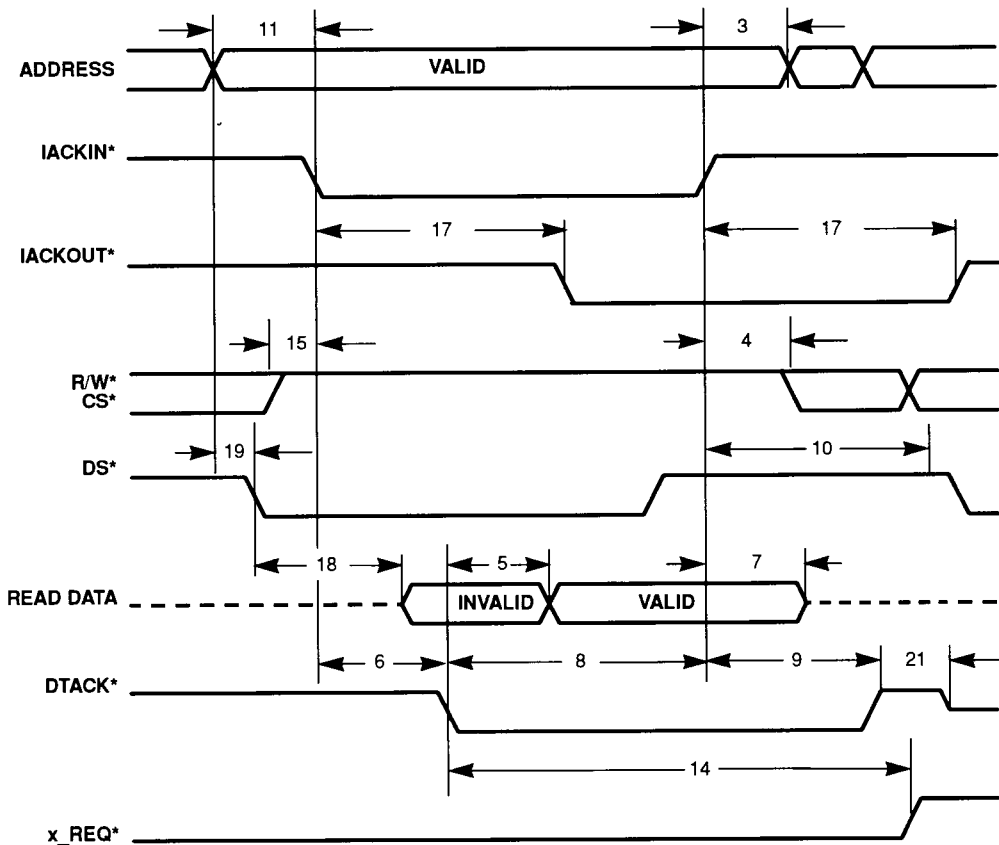 11
3
ADDRESS
VALID
IACKIN*
17
17
IACKOUT*
15
4
R/W*
CS*
19
10
DS*
18
5
7
READ DATA
INVALID
VALID
6
8
9
21
DTACK*
14
x_REQ*